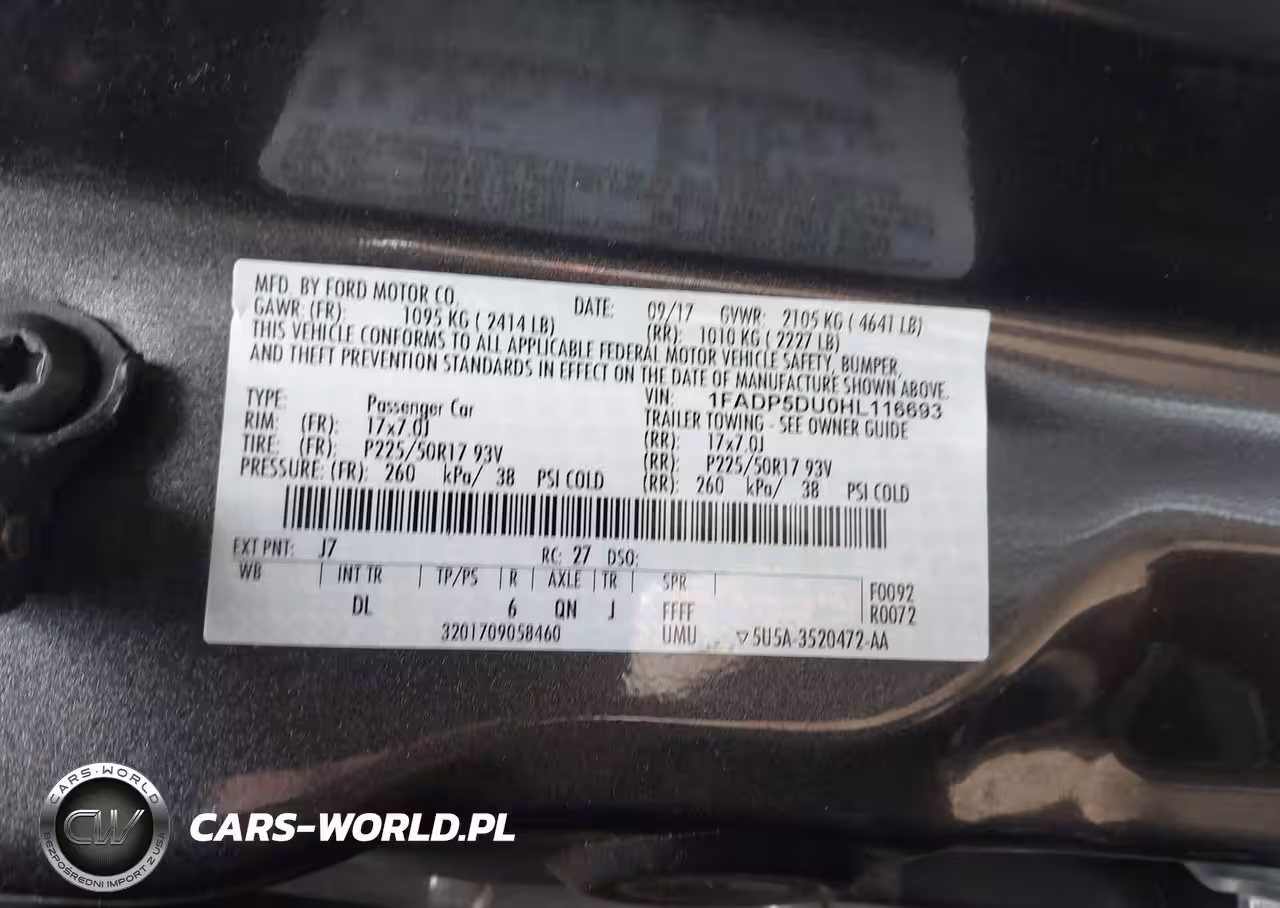 MFD. BY FORD MOTOR CO. DATE: 09/17 GVWR: 2105 KG ( 4641 LB)
GAWR: (FR): 1095 KG ( 2414 LB) (RR): 1010 KG ( 2227 LB)
THIS VEHICLE CONFORMS TO ALL APPLICABLE FEDERAL MOTOR VEHICLE SAFETY, BUMPER,
AND THEFT PREVENTION STANDARDS IN EFFECT ON THE DATE OF MANUFACTURE SHOWN ABOVE.
VIN: 1FADP5DU0HL116693
TYPE: Passenger Car TRAILER TOWING - SEE OWNER GUIDE
RIM: (FR): 17x7.0J (RR): 17x7.0J
TIRE: (FR): P225/50R17 93V (RR): P225/50R17 93V
PRESSURE: (FR): 260 kPa/ 38 PSI COLD (RR): 260 kPa/ 38 PSI COLD
EXT PNT: J7 RC: 27 DSO:
WB INT TR TP/PS R AXLE TR SPR F0092
DL 6 QN J FFFF R0072
3201709058460 UMU ▽5U5A-3520472-AA
CARS-WORLD
CW
BEZPOŚREDNI IMPORT Z USA
CARS-WORLD.PL